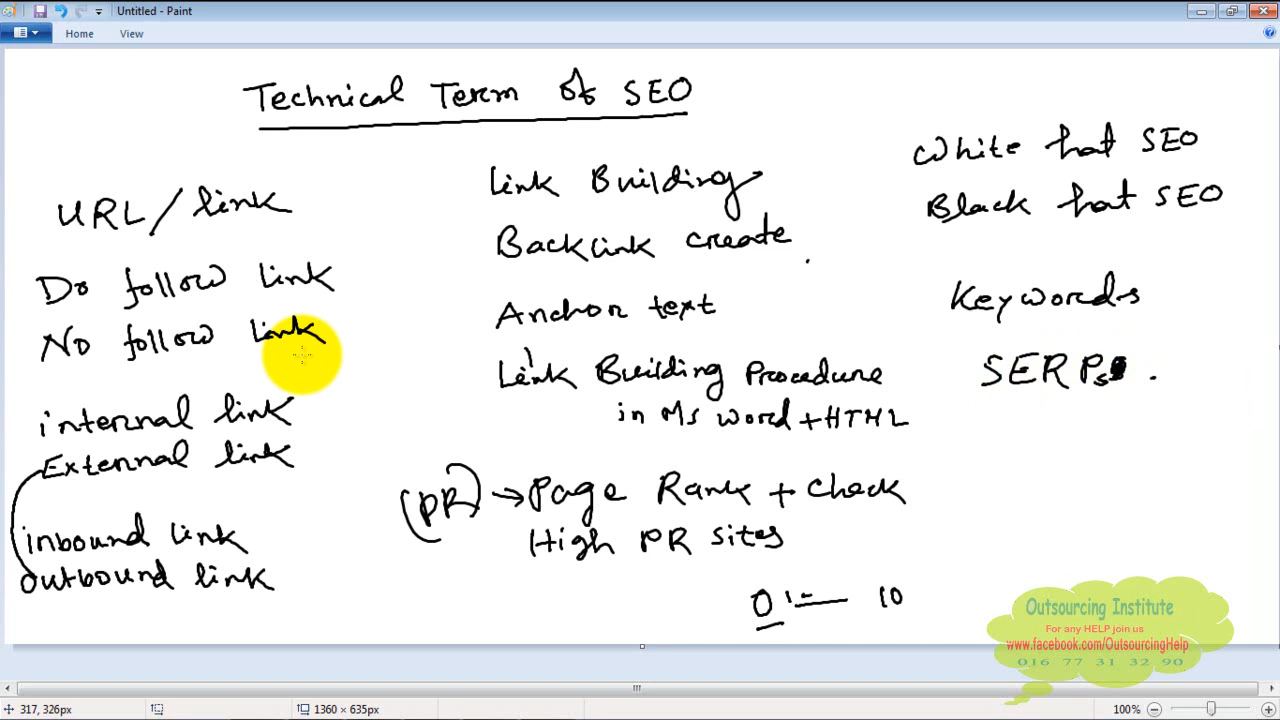 Untitled - Paint
Home View
Technical Term of SEO
URL/link
Do follow link
No follow link
internal link
External link
inbound link
outbound link
Link Building
Backlink create
Anchor text
Link Building Procedure
in Ms word + HTML
(PR) → Page Rank + check
High PR sites
0 1 - — 10
White hat SEO
Black hat SEO
Keywords
SERPs
Outsourcing Institute
For any HELP join us
www.facebook.com/OutsourcingHelp
016 77 31 32 90
317, 326px
1360 × 635px
100%